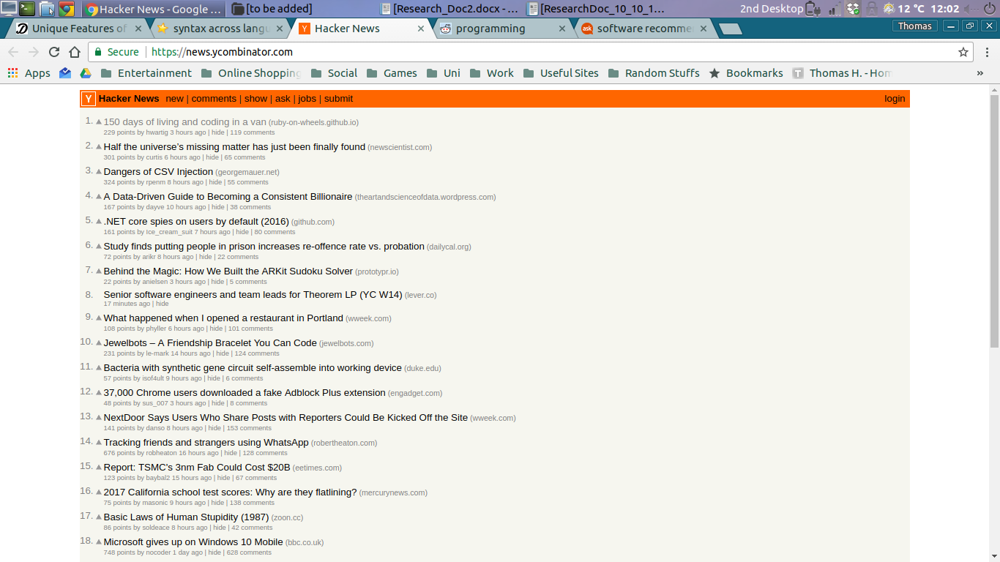 Hacker News - Google ... [to be added] [Research_Doc2.docx - ... [ResearchDoc_10_10_1... 2nd Desktop 12 °C 12:02
Unique Features of syntax across langu Hacker News programming ask software recomme Thomas
Secure https://news.ycombinator.com
Apps Entertainment Online Shopping Social Games Uni Work Useful Sites Random Stuffs Bookmarks T Thomas H. - Hom »
Y Hacker News new | comments | show | ask | jobs | submit login
1. 150 days of living and coding in a van (ruby-on-wheels.github.io)
229 points by hwartig 3 hours ago | hide | 119 comments
2. Half the universe’s missing matter has just been finally found (newscientist.com)
301 points by curtis 6 hours ago | hide | 65 comments
3. Dangers of CSV Injection (georgemauer.net)
324 points by rpenm 8 hours ago | hide | 55 comments
4. A Data-Driven Guide to Becoming a Consistent Billionaire (theartandscienceofdata.wordpress.com)
167 points by dayve 10 hours ago | hide | 38 comments
5. .NET core spies on users by default (2016) (github.com)
161 points by Ice_cream_suit 7 hours ago | hide | 80 comments
6. Study finds putting people in prison increases re-offence rate vs. probation (dailycal.org)
72 points by arikr 8 hours ago | hide | 22 comments
7. Behind the Magic: How We Built the ARKit Sudoku Solver (prototypr.io)
22 points by anielsen 3 hours ago | hide | 5 comments
8. Senior software engineers and team leads for Theorem LP (YC W14) (lever.co)
17 minutes ago | hide
9. What happened when I opened a restaurant in Portland (wweek.com)
108 points by phyller 6 hours ago | hide | 101 comments
10. Jewelbots – A Friendship Bracelet You Can Code (jewelbots.com)
231 points by le-mark 14 hours ago | hide | 124 comments
11. Bacteria with synthetic gene circuit self-assemble into working device (duke.edu)
57 points by isof4ult 9 hours ago | hide | 6 comments
12. 37,000 Chrome users downloaded a fake Adblock Plus extension (engadget.com)
48 points by sus_007 3 hours ago | hide | 8 comments
13. NextDoor Says Users Who Share Posts with Reporters Could Be Kicked Off the Site (wweek.com)
141 points by danso 8 hours ago | hide | 153 comments
14. Tracking friends and strangers using WhatsApp (robertheaton.com)
676 points by robheaton 16 hours ago | hide | 128 comments
15. Report: TSMC's 3nm Fab Could Cost $20B (eetimes.com)
123 points by baybal2 15 hours ago | hide | 67 comments
16. 2017 California school test scores: Why are they flatlining? (mercurynews.com)
75 points by masonic 9 hours ago | hide | 138 comments
17. Basic Laws of Human Stupidity (1987) (zoon.cc)
86 points by soldeace 8 hours ago | hide | 42 comments
18. Microsoft gives up on Windows 10 Mobile (bbc.co.uk)
748 points by nocoder 1 day ago | hide | 628 comments